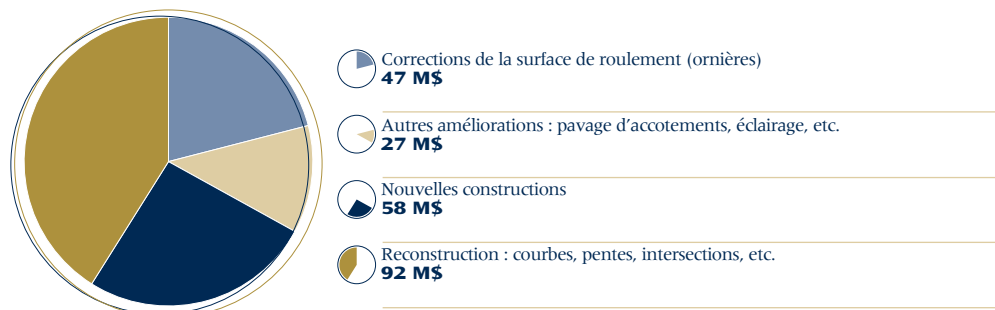 Corrections de la surface de roulement (ornières)
47 M$
Autres améliorations : pavage d’accotements, éclairage, etc.
27 M$
Nouvelles constructions
58 M$
Reconstruction : courbes, pentes, intersections, etc.
92 M$